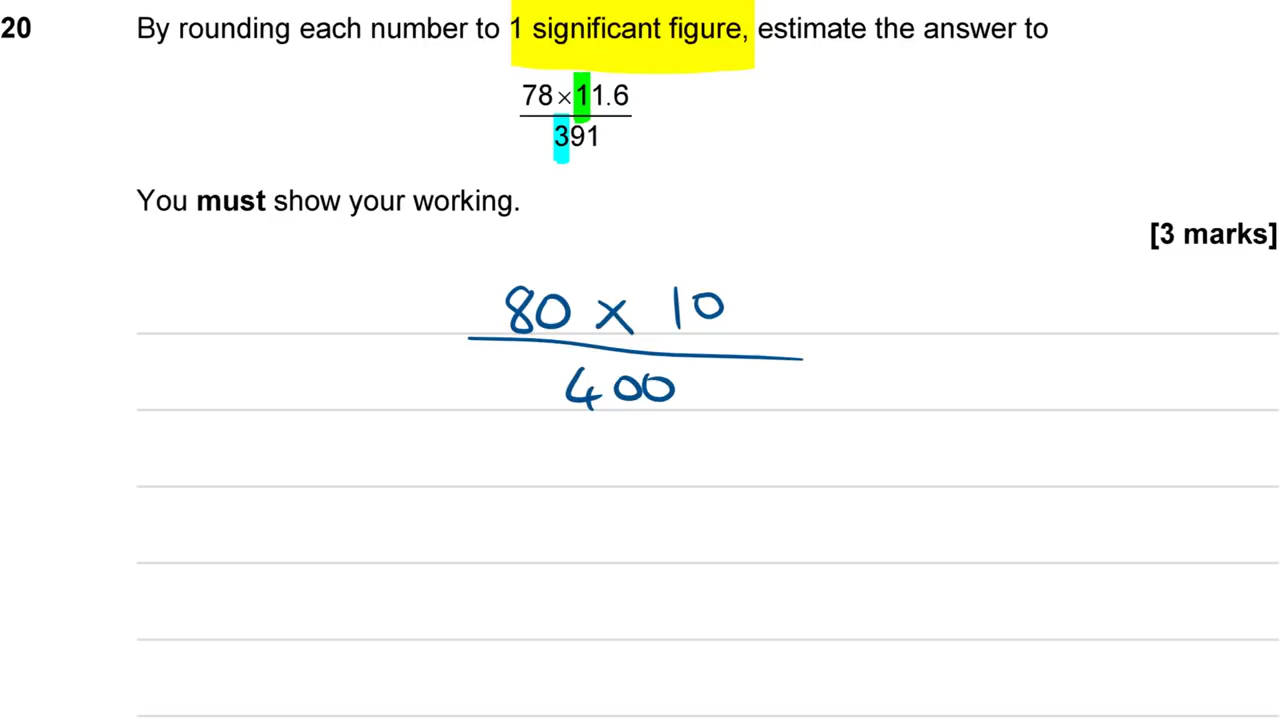 20 By rounding each number to 1 significant figure, estimate the answer to
78 × 11.6
391
You must show your working.
[3 marks]
80 × 10
400